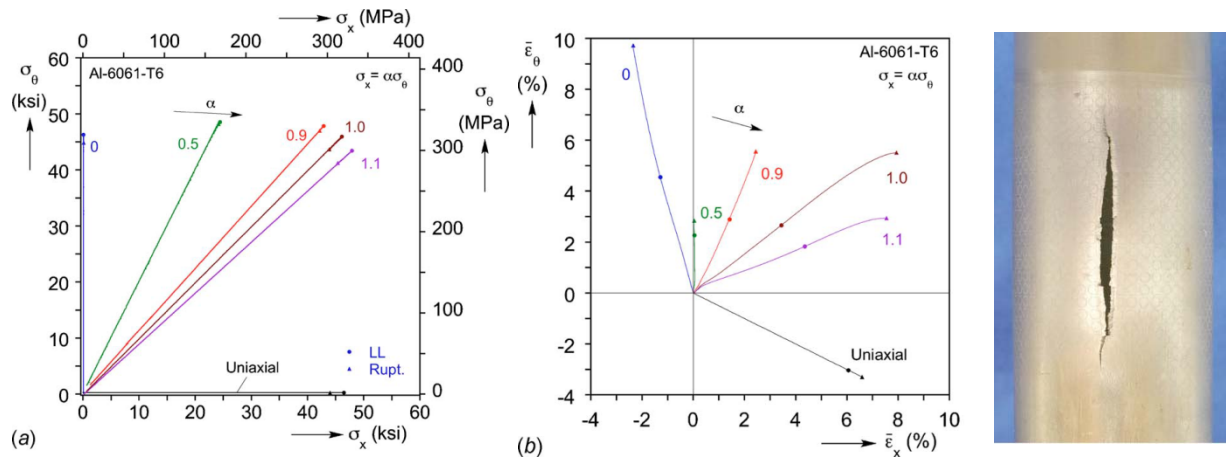 σx (MPa)
0 100 200 300 400
60
50
40
30
20
10
0
σθ
(ksi)
Al-6061-T6
σx = ασθ
α
0
0.5
0.9
1.0
1.1
LL
Rupt.
Uniaxial
400
300
200
100
0
σθ
(MPa)
0 10 20 30 40 50 60
σx (ksi)
(a)
10
8
6
4
2
0
-2
-4
ε̄θ
(%)
Al-6061-T6
σx = ασθ
α
0
0.5
0.9
1.0
1.1
Uniaxial
-4 -2 0 2 4 6 8 10
ε̄x (%)
(b)